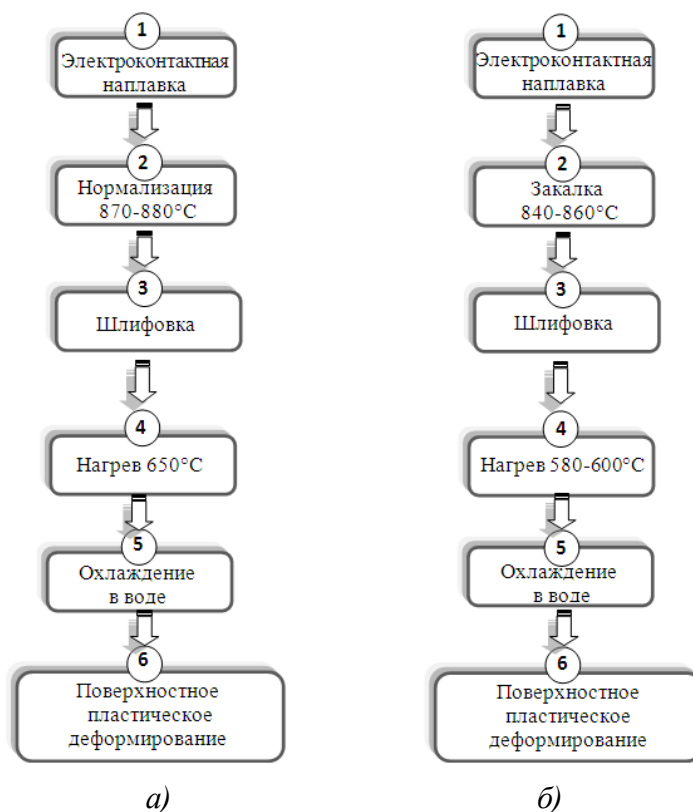 1
Электроконтактная
наплавка
2
Нормализация
870-880°C
3
Шлифовка
4
Нагрев 650°C
5
Охлаждение
в воде
6
Поверхностное
пластическое
деформирование
а)
1
Электроконтактная
наплавка
2
Закалка
840-860°C
3
Шлифовка
4
Нагрев 580-600°C
5
Охлаждение
в воде
6
Поверхностное
пластическое
деформирование
б)